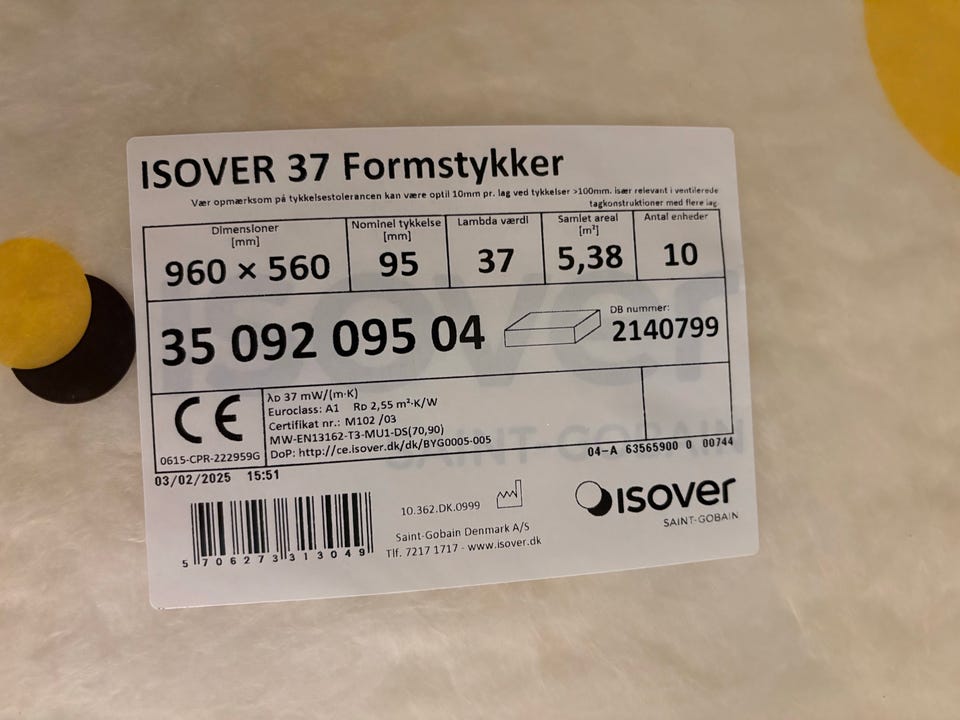 ISOVER 37 Formstykker
Vær opmærksom på tykkelsestolerancen kan være optil 10mm pr. lag ved tykkelser >100mm. især relevant i ventilerede
tagkonstruktioner med flere lag.
Dimensioner [mm] Nominel tykkelse [mm] Lambda værdi Samlet areal [m²] Antal enheder
960 × 560 95 37 5,38 10
35 092 095 04
DB nummer:
2140799
CE
0615-CPR-222959G
λD 37 mW/(m·K)
Euroclass: A1 RD 2,55 m²·K/W
Certifikat nr.: M102 /03
MW-EN13162-T3-MU1-DS(70,90)
DoP: http://ce.isover.dk/dk/BYG0005-005
03/02/2025 15:51
04-A 63565900 0 00744
5 706273 313049
10.362.DK.0999
Saint-Gobain Denmark A/S
Tlf. 7217 1717 - www.isover.dk
isover
SAINT-GOBAIN
isover
SAINT-GOBAIN